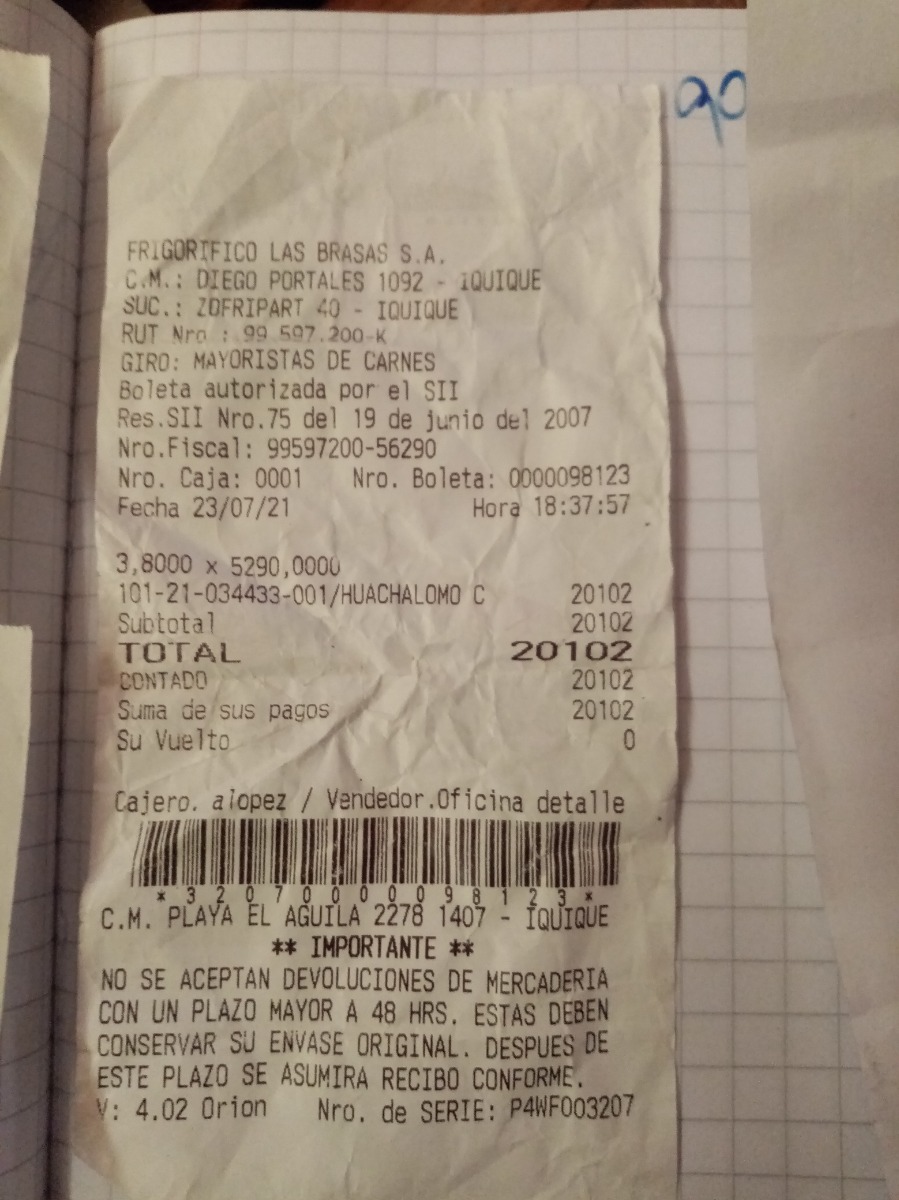 90
FRIGORIFICO LAS BRASAS S.A.
C.M.: DIEGO PORTALES 1092 - IQUIQUE
SUC.: ZOFRIPART 40 - IQUIQUE
RUT Nro : 99.597.200-K
GIRO: MAYORISTAS DE CARNES
Boleta autorizada por el SII
Res.SII Nro.75 del 19 de junio del 2007
Nro.Fiscal: 99597200-56290
Nro. Caja: 0001 Nro. Boleta: 0000098123
Fecha 23/07/21 Hora 18:37:57
3,8000 x 5290,0000
101-21-034433-001/HUACHALOMO C 20102
Subtotal 20102
TOTAL 20102
CONTADO 20102
Suma de sus pagos 20102
Su Vuelto 0
Cajero. alopez / Vendedor.Oficina detalle
*32070000098123*
C.M. PLAYA EL AGUILA 2278 1407 - IQUIQUE
** IMPORTANTE **
NO SE ACEPTAN DEVOLUCIONES DE MERCADERIA
CON UN PLAZO MAYOR A 48 HRS. ESTAS DEBEN
CONSERVAR SU ENVASE ORIGINAL. DESPUES DE
ESTE PLAZO SE ASUMIRA RECIBO CONFORME.
V: 4.02 Orion Nro. de SERIE: P4WF003207